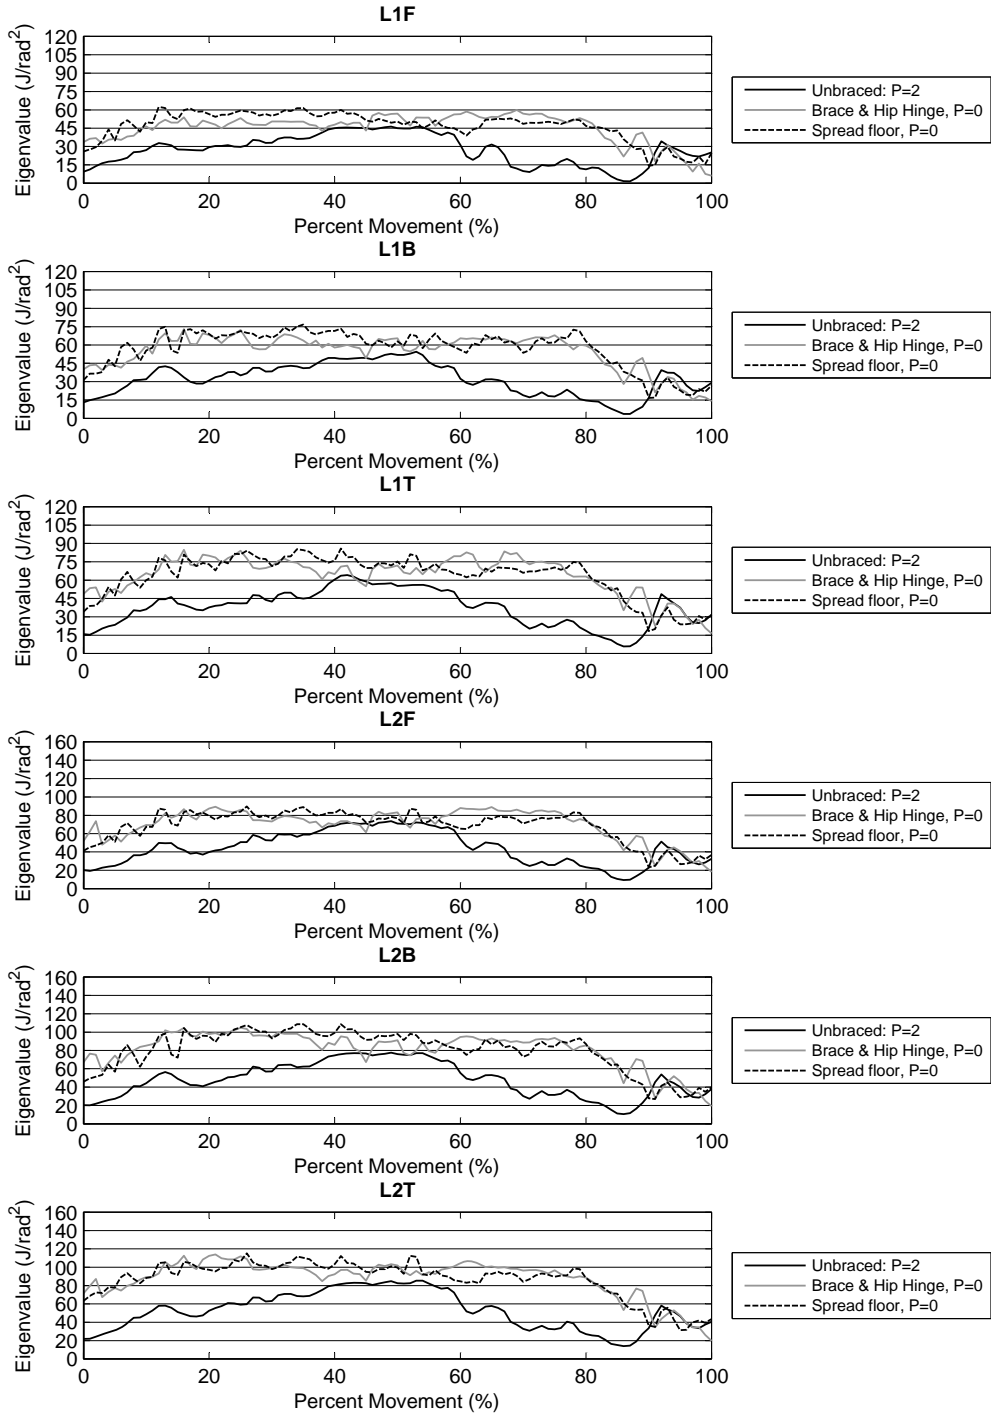 L1F
120
105
90
75
60
45
30
15
0
Eigenvalue (J/rad²)
0 20 40 60 80 100
Percent Movement (%)
Unbraced: P=2
Brace & Hip Hinge, P=0
Spread floor, P=0
L1B
120
105
90
75
60
45
30
15
0
Eigenvalue (J/rad²)
0 20 40 60 80 100
Percent Movement (%)
Unbraced: P=2
Brace & Hip Hinge, P=0
Spread floor, P=0
L1T
120
105
90
75
60
45
30
15
0
Eigenvalue (J/rad²)
0 20 40 60 80 100
Percent Movement (%)
Unbraced: P=2
Brace & Hip Hinge, P=0
Spread floor, P=0
L2F
160
140
120
100
80
60
40
20
0
Eigenvalue (J/rad²)
0 20 40 60 80 100
Percent Movement (%)
Unbraced: P=2
Brace & Hip Hinge, P=0
Spread floor, P=0
L2B
160
140
120
100
80
60
40
20
0
Eigenvalue (J/rad²)
0 20 40 60 80 100
Percent Movement (%)
Unbraced: P=2
Brace & Hip Hinge, P=0
Spread floor, P=0
L2T
160
140
120
100
80
60
40
20
0
Eigenvalue (J/rad²)
0 20 40 60 80 100
Percent Movement (%)
Unbraced: P=2
Brace & Hip Hinge, P=0
Spread floor, P=0